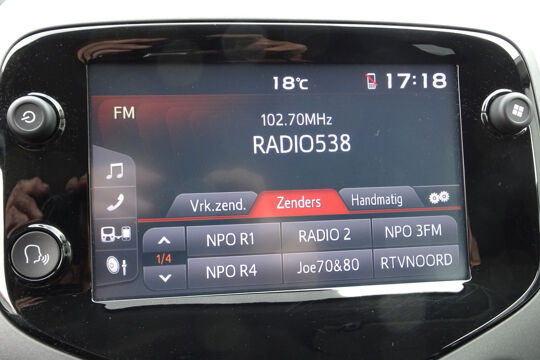 18°C 17:18
FM
102.70MHz
RADIO538
Vrk.zend. Zenders Handmatig
NPO R1 RADIO 2 NPO 3FM
1/4
NPO R4 Joe70&80 RTVNOORD